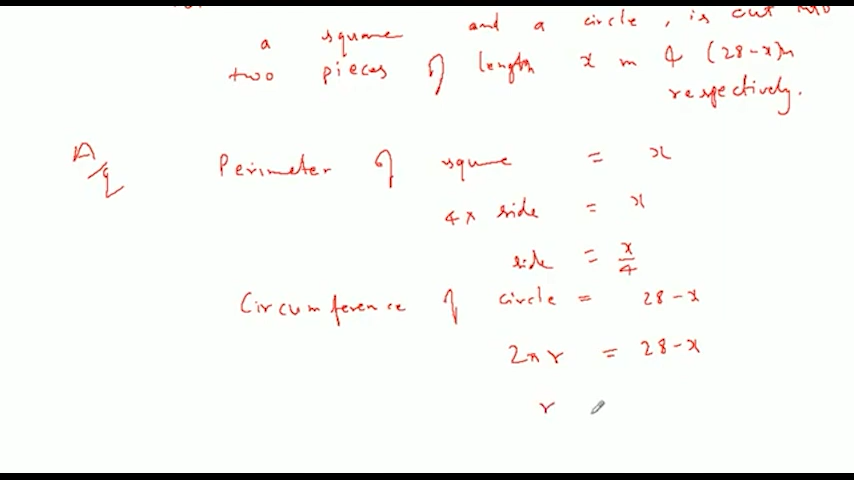 a square and a circle, is cut into
two pieces of length x m & (28-x)m
respectively.
A/q Perimeter of square = x
4x side = x
side = x/4
Circumference of circle = 28-x
2πr = 28-x
r